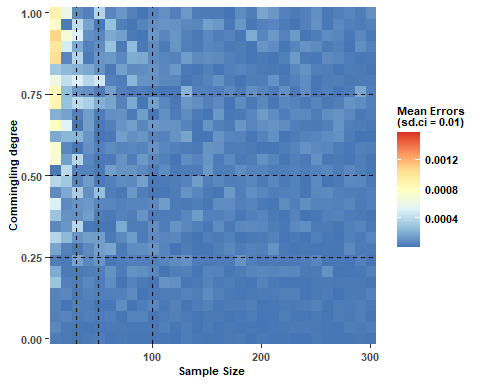 1.00
0.75
0.50
0.25
0.00
Commingling degree
100
200
300
Sample Size
Mean Errors
(sd.ci = 0.01)
0.0012
0.0008
0.0004